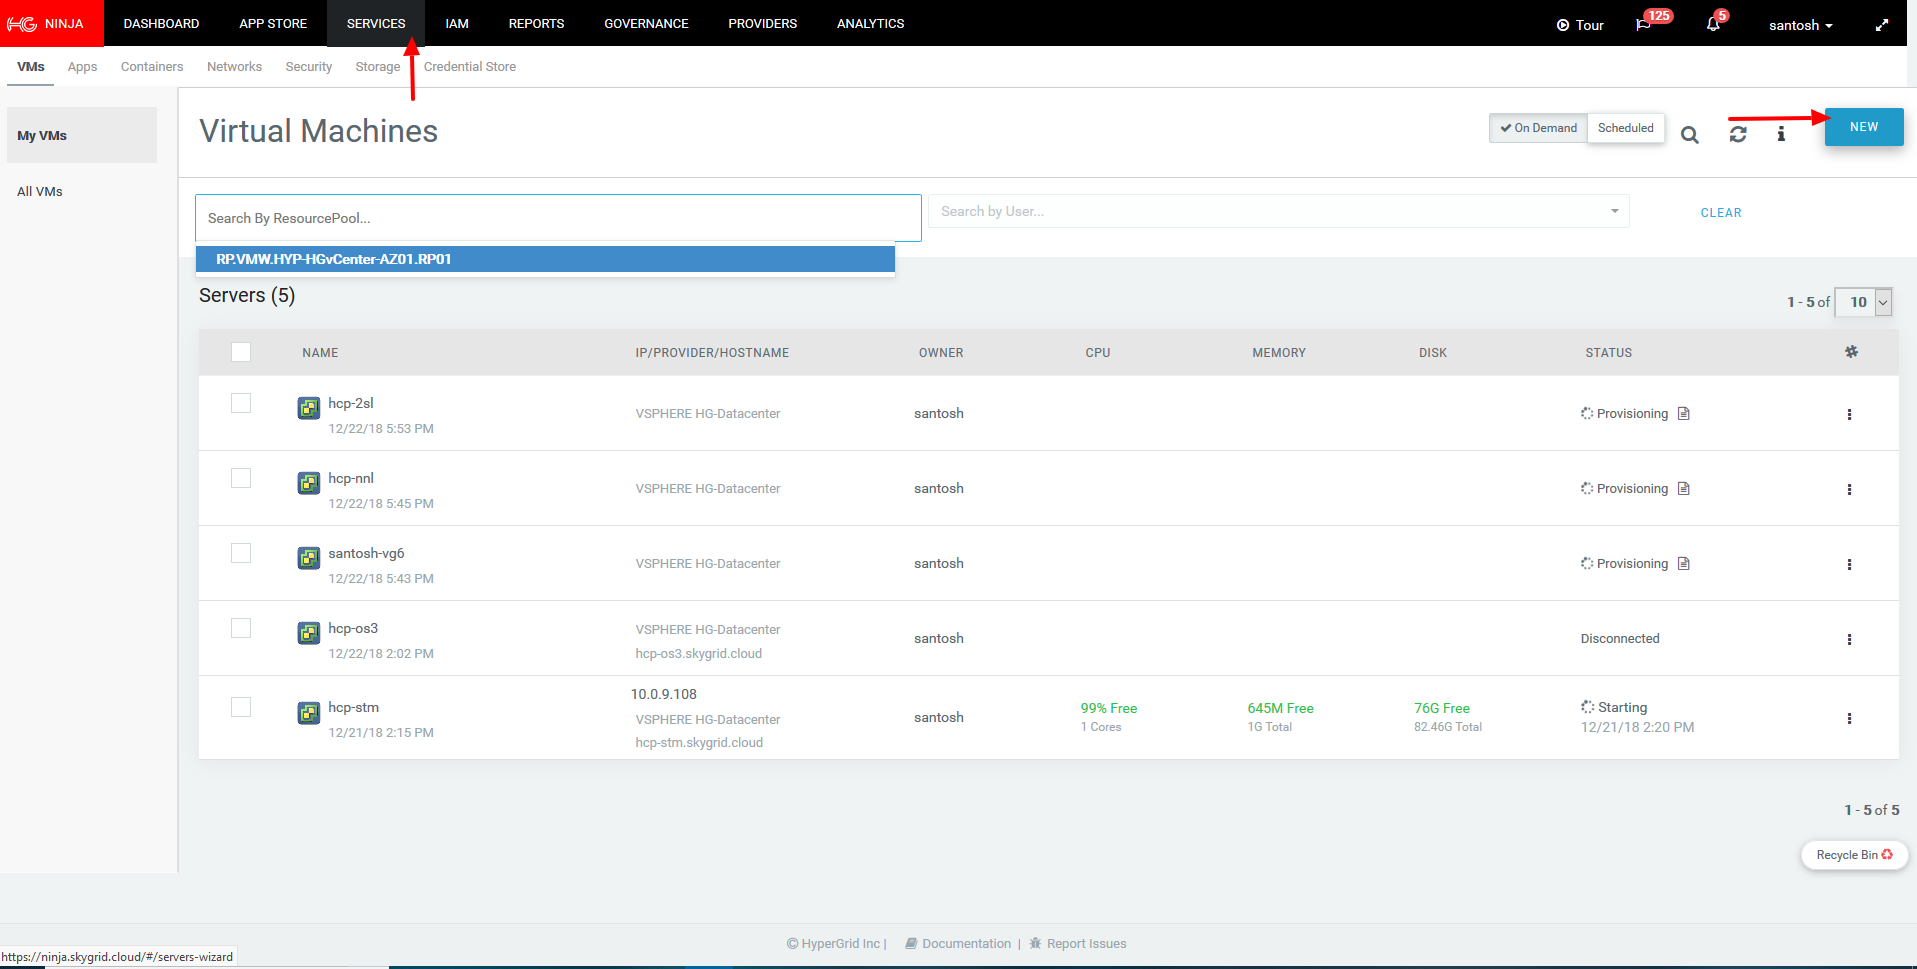 HG NINJA DASHBOARD APP STORE SERVICES IAM REPORTS GOVERNANCE PROVIDERS ANALYTICS Tour 125 5 santosh
VMs Apps Containers Networks Security Storage Credential Store
My VMs
All VMs
Virtual Machines
On Demand Scheduled NEW
Search By ResourcePool... Search by User... CLEAR
RP.VMW.HYP-HGvCenter-AZ01.RP01
Servers (5)
1 - 5 of 10
NAME IP/PROVIDER/HOSTNAME OWNER CPU MEMORY DISK STATUS
hcp-2sl
12/22/18 5:53 PM
VSPHERE HG-Datacenter
santosh
Provisioning
hcp-nnl
12/22/18 5:45 PM
VSPHERE HG-Datacenter
santosh
Provisioning
santosh-vg6
12/22/18 5:43 PM
VSPHERE HG-Datacenter
santosh
Provisioning
hcp-os3
12/22/18 2:02 PM
VSPHERE HG-Datacenter
hcp-os3.skygrid.cloud
santosh
Disconnected
hcp-stm
12/21/18 2:15 PM
10.0.9.108
VSPHERE HG-Datacenter
hcp-stm.skygrid.cloud
santosh
99% Free
1 Cores
645M Free
1G Total
76G Free
82.46G Total
Starting
12/21/18 2:20 PM
1 - 5 of 5
Recycle Bin
© HyperGrid Inc | Documentation | Report Issues
https://ninja.skygrid.cloud/#/servers-wizard